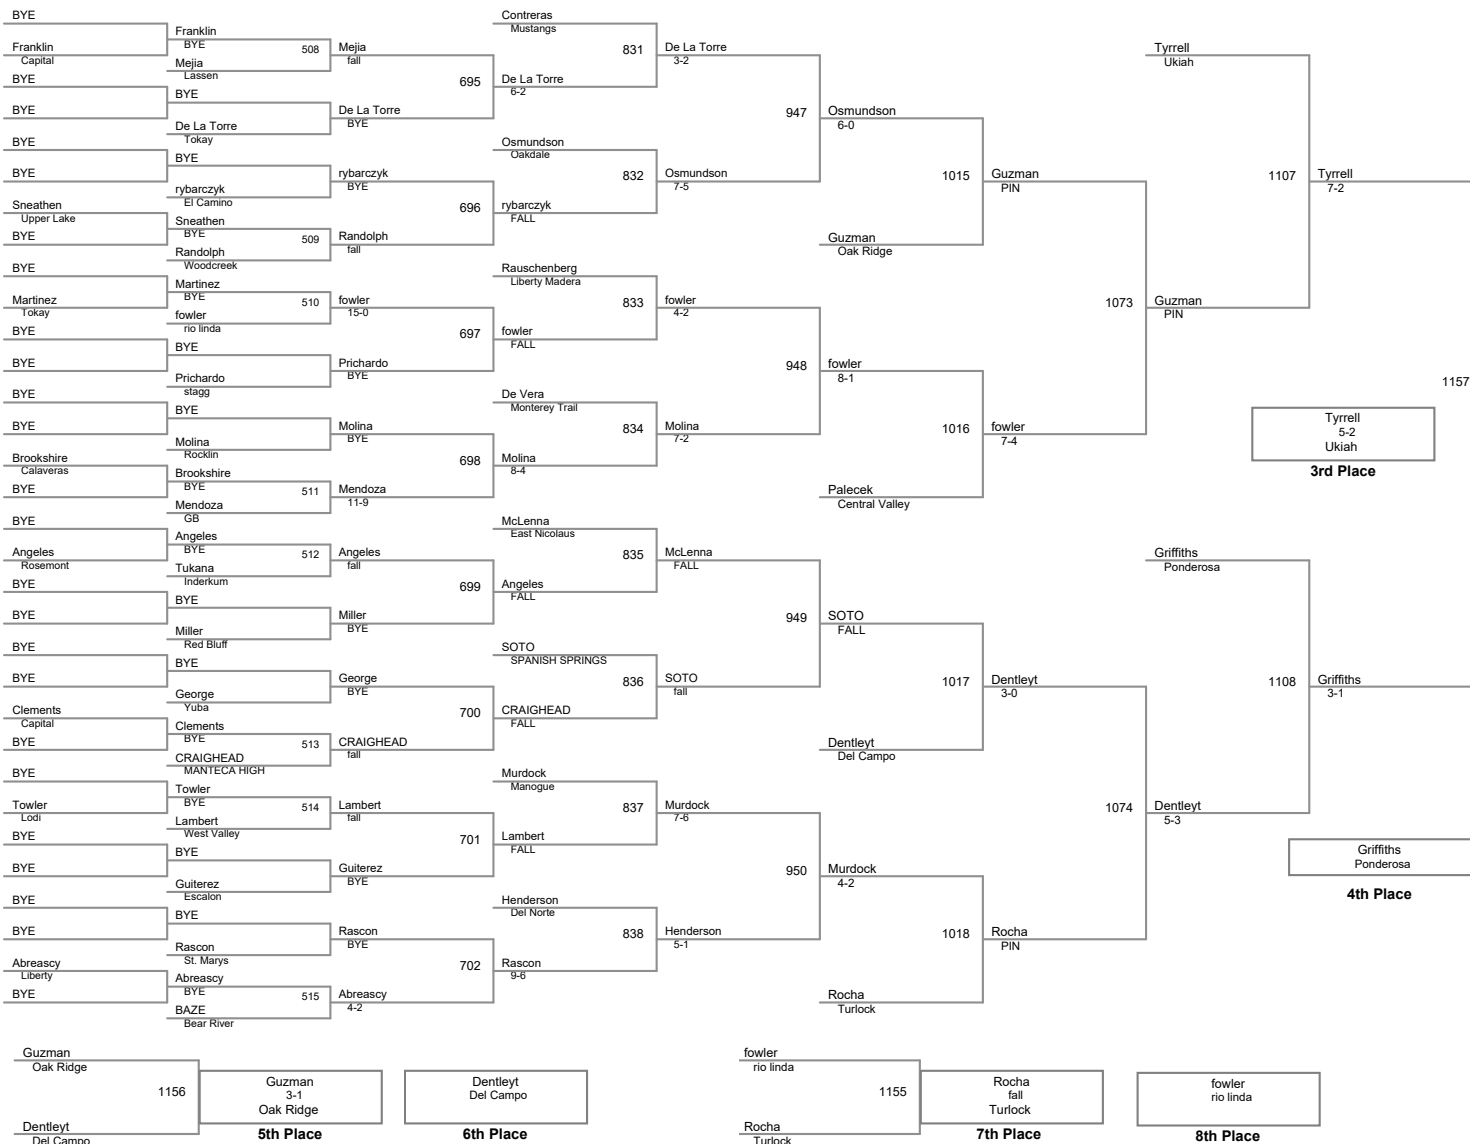 BYE
Franklin
Capital
BYE
BYE
BYE
BYE
Sneathen
Upper Lake
BYE
BYE
Martinez
Tokay
BYE
BYE
BYE
BYE
Brookshire
Calaveras
BYE
BYE
Angeles
Rosemont
BYE
BYE
BYE
BYE
Clements
Capital
BYE
BYE
Towler
Lodi
BYE
BYE
BYE
BYE
Abreascy
Liberty
BYE
Franklin
BYE
508
Mejia
Lassen
BYE
De La Torre
Tokay
BYE
rybarczyk
El Camino
Sneathen
BYE
509
Randolph
Woodcreek
Martinez
BYE
510
fowler
rio linda
BYE
Prichardo
stagg
BYE
Molina
Rocklin
Brookshire
BYE
511
Mendoza
GB
Angeles
BYE
512
Tukana
Inderkum
BYE
Miller
Red Bluff
BYE
George
Yuba
Clements
BYE
513
CRAIGHEAD
MANTECA HIGH
Towler
BYE
514
Lambert
West Valley
BYE
Guiterez
Escalon
BYE
Rascon
St. Marys
Abreascy
BYE
515
BAZE
Bear River
Mejia
fall
695
De La Torre
BYE
rybarczyk
BYE
696
Randolph
fall
fowler
15-0
697
Prichardo
BYE
Molina
BYE
698
Mendoza
11-9
Angeles
fall
699
Miller
BYE
George
BYE
700
CRAIGHEAD
fall
Lambert
fall
701
Guiterez
BYE
Rascon
BYE
702
Abreascy
4-2
Contreras
Mustangs
831
De La Torre
6-2
Osmundson
Oakdale
832
rybarczyk
FALL
Rauschenberg
Liberty Madera
833
fowler
FALL
De Vera
Monterey Trail
834
Molina
8-4
McLenna
East Nicolaus
835
Angeles
FALL
SOTO
SPANISH SPRINGS
836
CRAIGHEAD
FALL
Murdock
Manogue
837
Lambert
FALL
Henderson
Del Norte
838
Rascon
9-6
De La Torre
3-2
947
Osmundson
7-5
fowler
4-2
948
Molina
7-2
McLenna
FALL
949
SOTO
fall
Murdock
7-6
950
Henderson
5-1
Osmundson
6-0
1015
Guzman
Oak Ridge
fowler
8-1
1016
Palecek
Central Valley
SOTO
FALL
1017
Dentleyt
Del Campo
Murdock
4-2
1018
Rocha
Turlock
Guzman
PIN
1073
fowler
7-4
Dentleyt
3-0
1074
Rocha
PIN
Tyrrell
Ukiah
1107
Guzman
PIN
Griffiths
Ponderosa
1108
Dentleyt
5-3
Tyrrell
7-2
1157
Tyrrell
5-2
Ukiah
3rd Place
Griffiths
3-1
Griffiths
Ponderosa
4th Place
Guzman
Oak Ridge
1156
Dentleyt
Del Campo
Guzman
3-1
Oak Ridge
5th Place
Dentleyt
Del Campo
6th Place
fowler
rio linda
1155
Rocha
Turlock
Rocha
fall
Turlock
7th Place
fowler
rio linda
8th Place